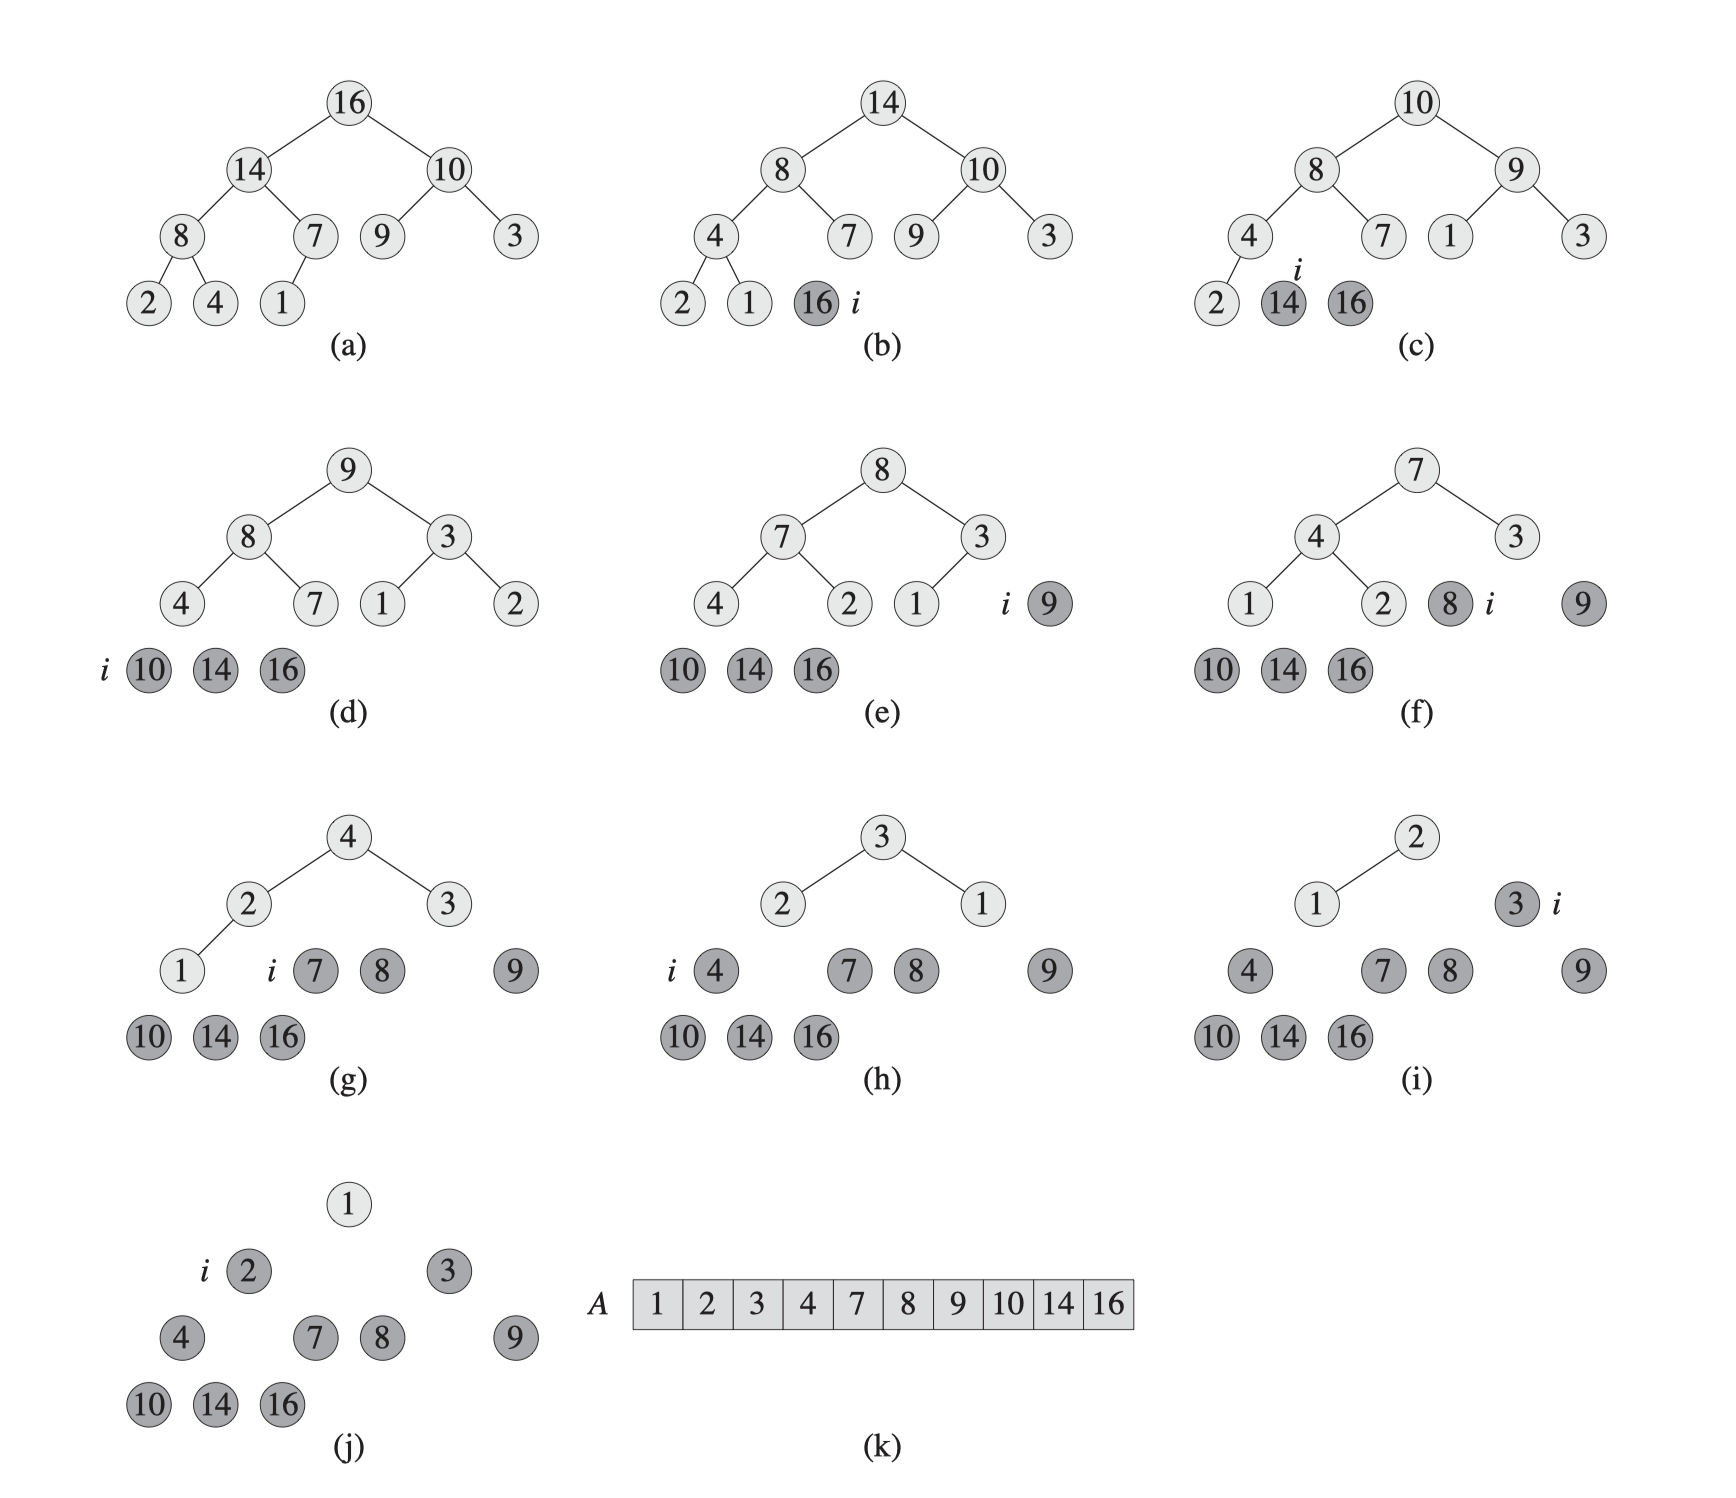 16
14 10
8 7 9 3
2 4 1
(a)
14
8 10
4 7 9 3
2 1 16 i
(b)
10
8 9
4 7 1 3
i
2 14 16
(c)
9
8 3
4 7 1 2
i 10 14 16
(d)
8
7 3
4 2 1 i 9
10 14 16
(e)
7
4 3
1 2 8 i 9
10 14 16
(f)
4
2 3
1 i 7 8 9
10 14 16
(g)
3
2 1
i 4 7 8 9
10 14 16
(h)
2
1 3 i
4 7 8 9
10 14 16
(i)
1
i 2 3
4 7 8 9
10 14 16
(j)
A 1 2 3 4 7 8 9 10 14 16
(k)